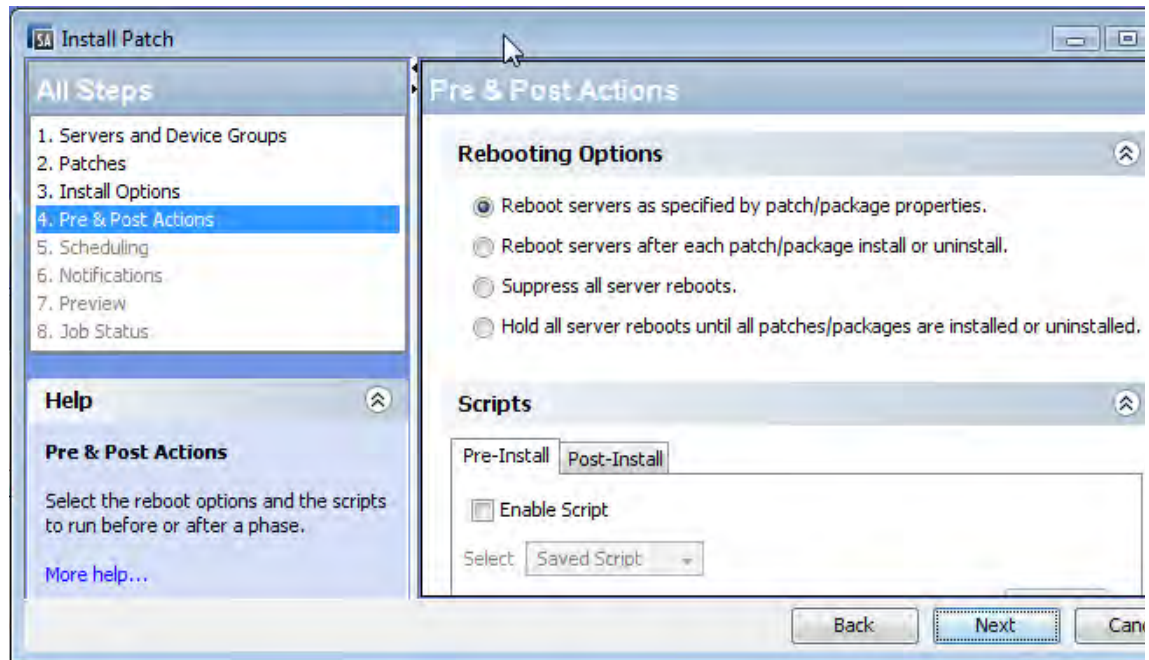 SA Install Patch
All Steps
1. Servers and Device Groups
2. Patches
3. Install Options
4. Pre & Post Actions
5. Scheduling
6. Notifications
7. Preview
8. Job Status
Help
Pre & Post Actions
Select the reboot options and the scripts
to run before or after a phase.
More help...
Pre & Post Actions
Rebooting Options
Reboot servers as specified by patch/package properties.
Reboot servers after each patch/package install or uninstall.
Suppress all server reboots.
Hold all server reboots until all patches/packages are installed or uninstalled.
Scripts
Pre-Install Post-Install
Enable Script
Select Saved Script
Back Next Canc